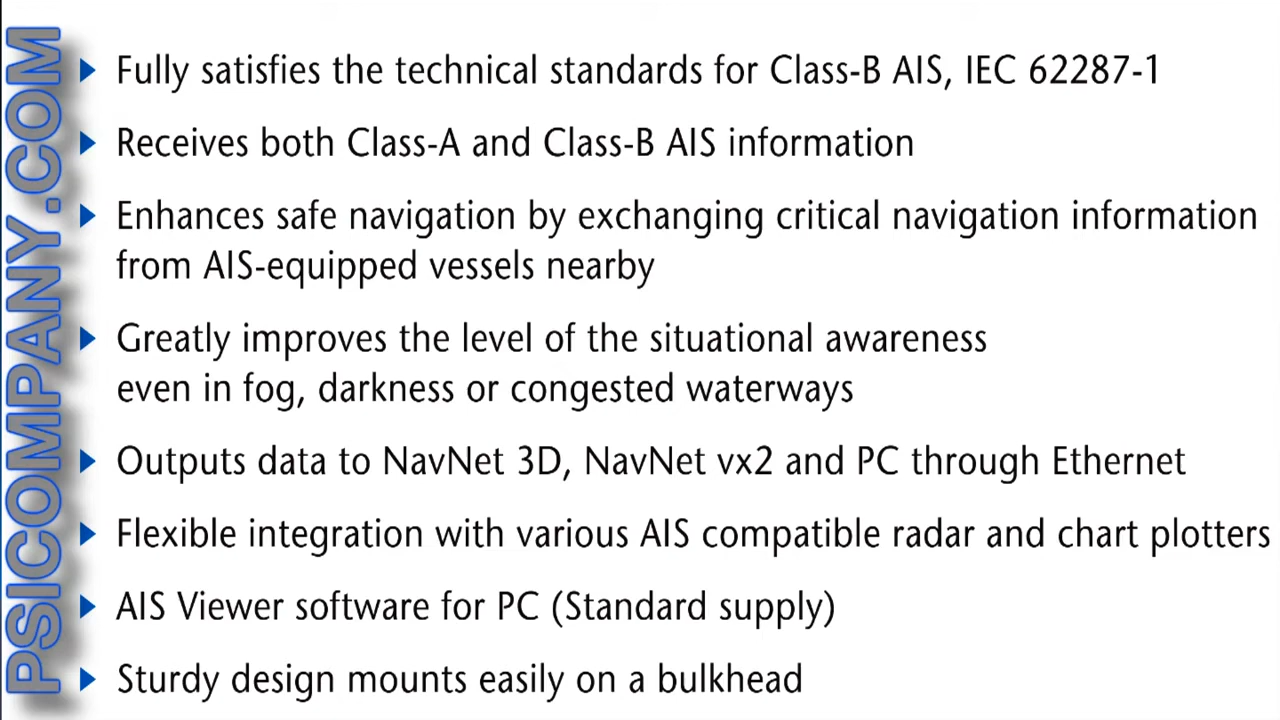 PSICOMPANY.COM
Fully satisfies the technical standards for Class-B AIS, IEC 62287-1
Receives both Class-A and Class-B AIS information
Enhances safe navigation by exchanging critical navigation information
from AIS-equipped vessels nearby
Greatly improves the level of the situational awareness
even in fog, darkness or congested waterways
Outputs data to NavNet 3D, NavNet vx2 and PC through Ethernet
Flexible integration with various AIS compatible radar and chart plotters
AIS Viewer software for PC (Standard supply)
Sturdy design mounts easily on a bulkhead